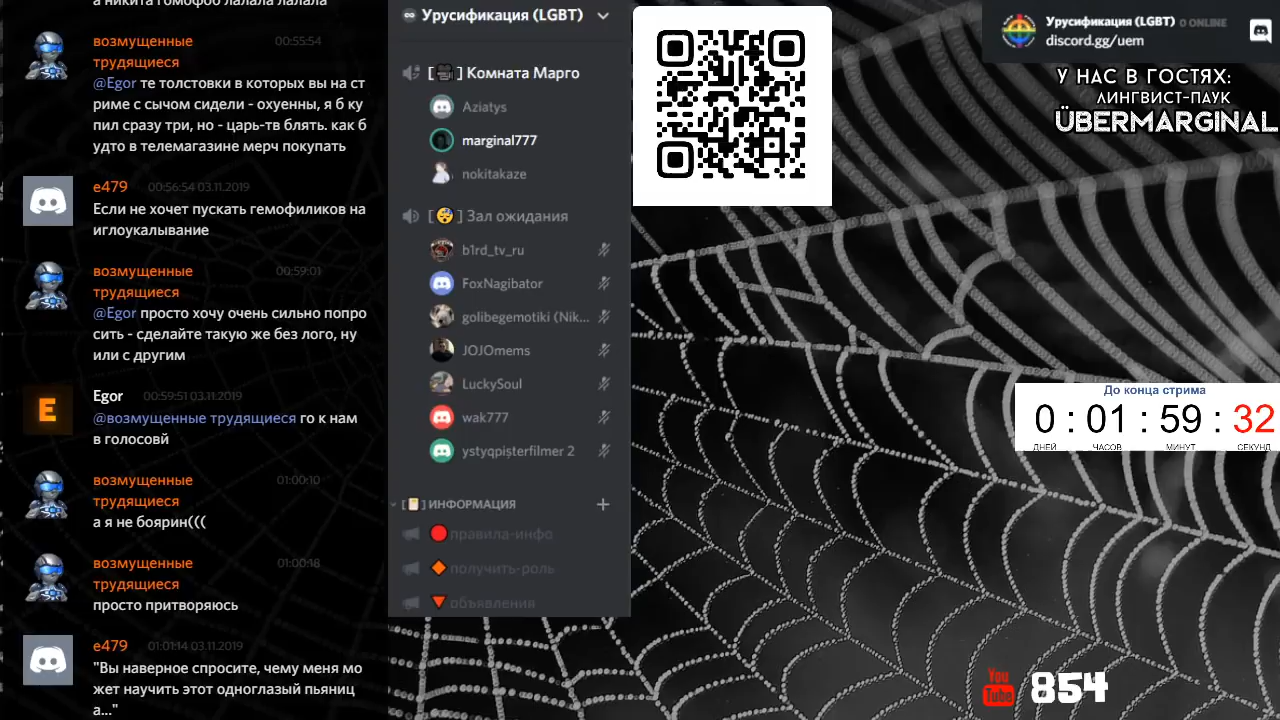 а никита гомофоб лалала лалала
возмущенные 00:55:54
трудящиеся
@Egor те толстовки в которых вы на ст
риме с сычом сидели - охуенны, я б ку
пил сразу три, но - царь-тв блять. как б
удто в телемагазине мерч покупать
e479 00:56:54 03.11.2019
Если не хочет пускать гемофиликов на
иглоукалывание
возмущенные 00:59:01
трудящиеся
@Egor просто хочу очень сильно попро
сить - сделайте такую же без лого, ну
или с другим
E
Egor 00:59:51 03.11.2019
@возмущенные трудящиеся го к нам
в голосовй
возмущенные 01:00:10
трудящиеся
а я не боярин(((
возмущенные 01:00:18
трудящиеся
просто притворяюсь
e479 01:01:14 03.11.2019
"Вы наверное спросите, чему меня мо
жет научить этот одноглазый пьяниц
а..."
Урусификация (LGBT)
[ ] Комната Марго
Aziatys
marginal777
nokitakaze
[ ] Зал ожидания
b1rd_tv_ru
FoxNagibator
golibegemotiki (Nik...
JOJOmems
LuckySoul
wak777
ystyqpisterfilmer 2
[ ] ИНФОРМАЦИЯ +
правила-инфо
получить-роль
объявления
Урусификация (LGBT) 0 ONLINE
discord.gg/uem
У НАС В ГОСТЯХ:
ЛИНГВИСТ-ПАУК
ÜBERMARGINAL
До конца стрима
0 : 01 : 59 : 32
ДНЕЙ ЧАСОВ МИНУТ СЕКУНД
You Tube 854